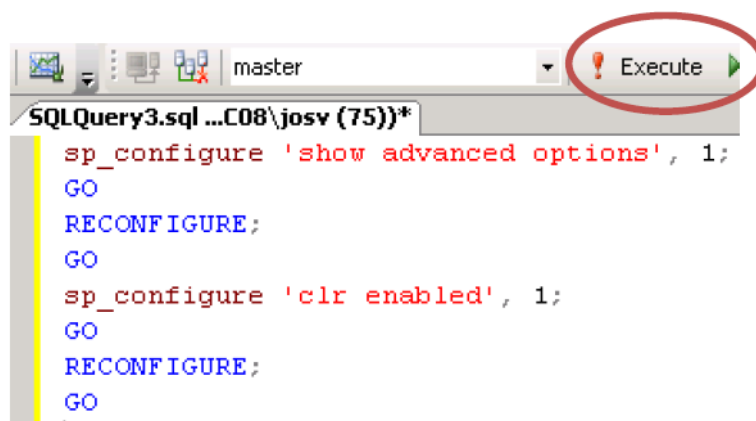 master
Execute
SQLQuery3.sql ...C08\josv (75))*
sp_configure 'show advanced options', 1;
GO
RECONFIGURE;
GO
sp_configure 'clr enabled', 1;
GO
RECONFIGURE;
GO